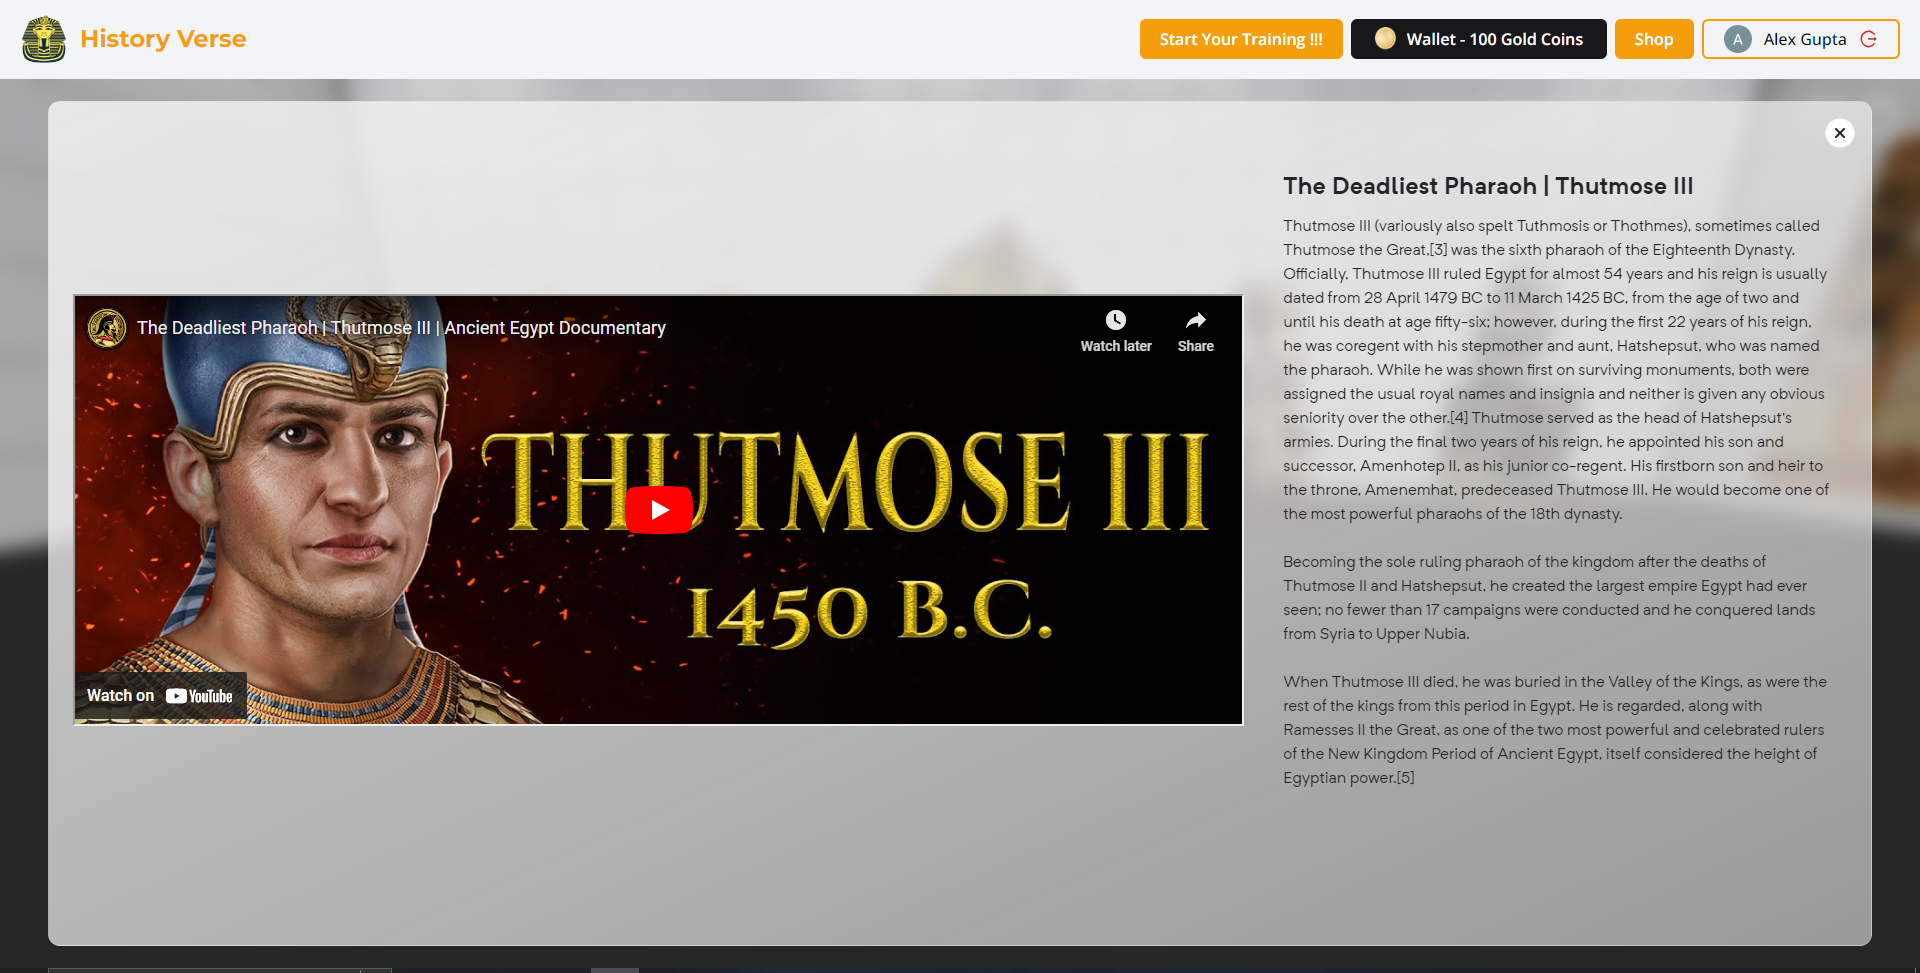 History Verse
Start Your Training !!!
Wallet - 100 Gold Coins
Shop
A
Alex Gupta
The Deadliest Pharaoh | Thutmose III | Ancient Egypt Documentary
Watch later
Share
THUTMOSE III
1450 B.C.
Watch on YouTube
The Deadliest Pharaoh | Thutmose III
Thutmose III (variously also spelt Tuthmosis or Thothmes), sometimes called
Thutmose the Great,[3] was the sixth pharaoh of the Eighteenth Dynasty.
Officially, Thutmose III ruled Egypt for almost 54 years and his reign is usually
dated from 28 April 1479 BC to 11 March 1425 BC, from the age of two and
until his death at age fifty-six; however, during the first 22 years of his reign,
he was coregent with his stepmother and aunt, Hatshepsut, who was named
the pharaoh. While he was shown first on surviving monuments, both were
assigned the usual royal names and insignia and neither is given any obvious
seniority over the other.[4] Thutmose served as the head of Hatshepsut's
armies. During the final two years of his reign, he appointed his son and
successor, Amenhotep II, as his junior co-regent. His firstborn son and heir to
the throne, Amenemhat, predeceased Thutmose III. He would become one of
the most powerful pharaohs of the 18th dynasty.
Becoming the sole ruling pharaoh of the kingdom after the deaths of
Thutmose II and Hatshepsut, he created the largest empire Egypt had ever
seen; no fewer than 17 campaigns were conducted and he conquered lands
from Syria to Upper Nubia.
When Thutmose III died, he was buried in the Valley of the Kings, as were the
rest of the kings from this period in Egypt. He is regarded, along with
Ramesses II the Great, as one of the two most powerful and celebrated rulers
of the New Kingdom Period of Ancient Egypt, itself considered the height of
Egyptian power.[5]